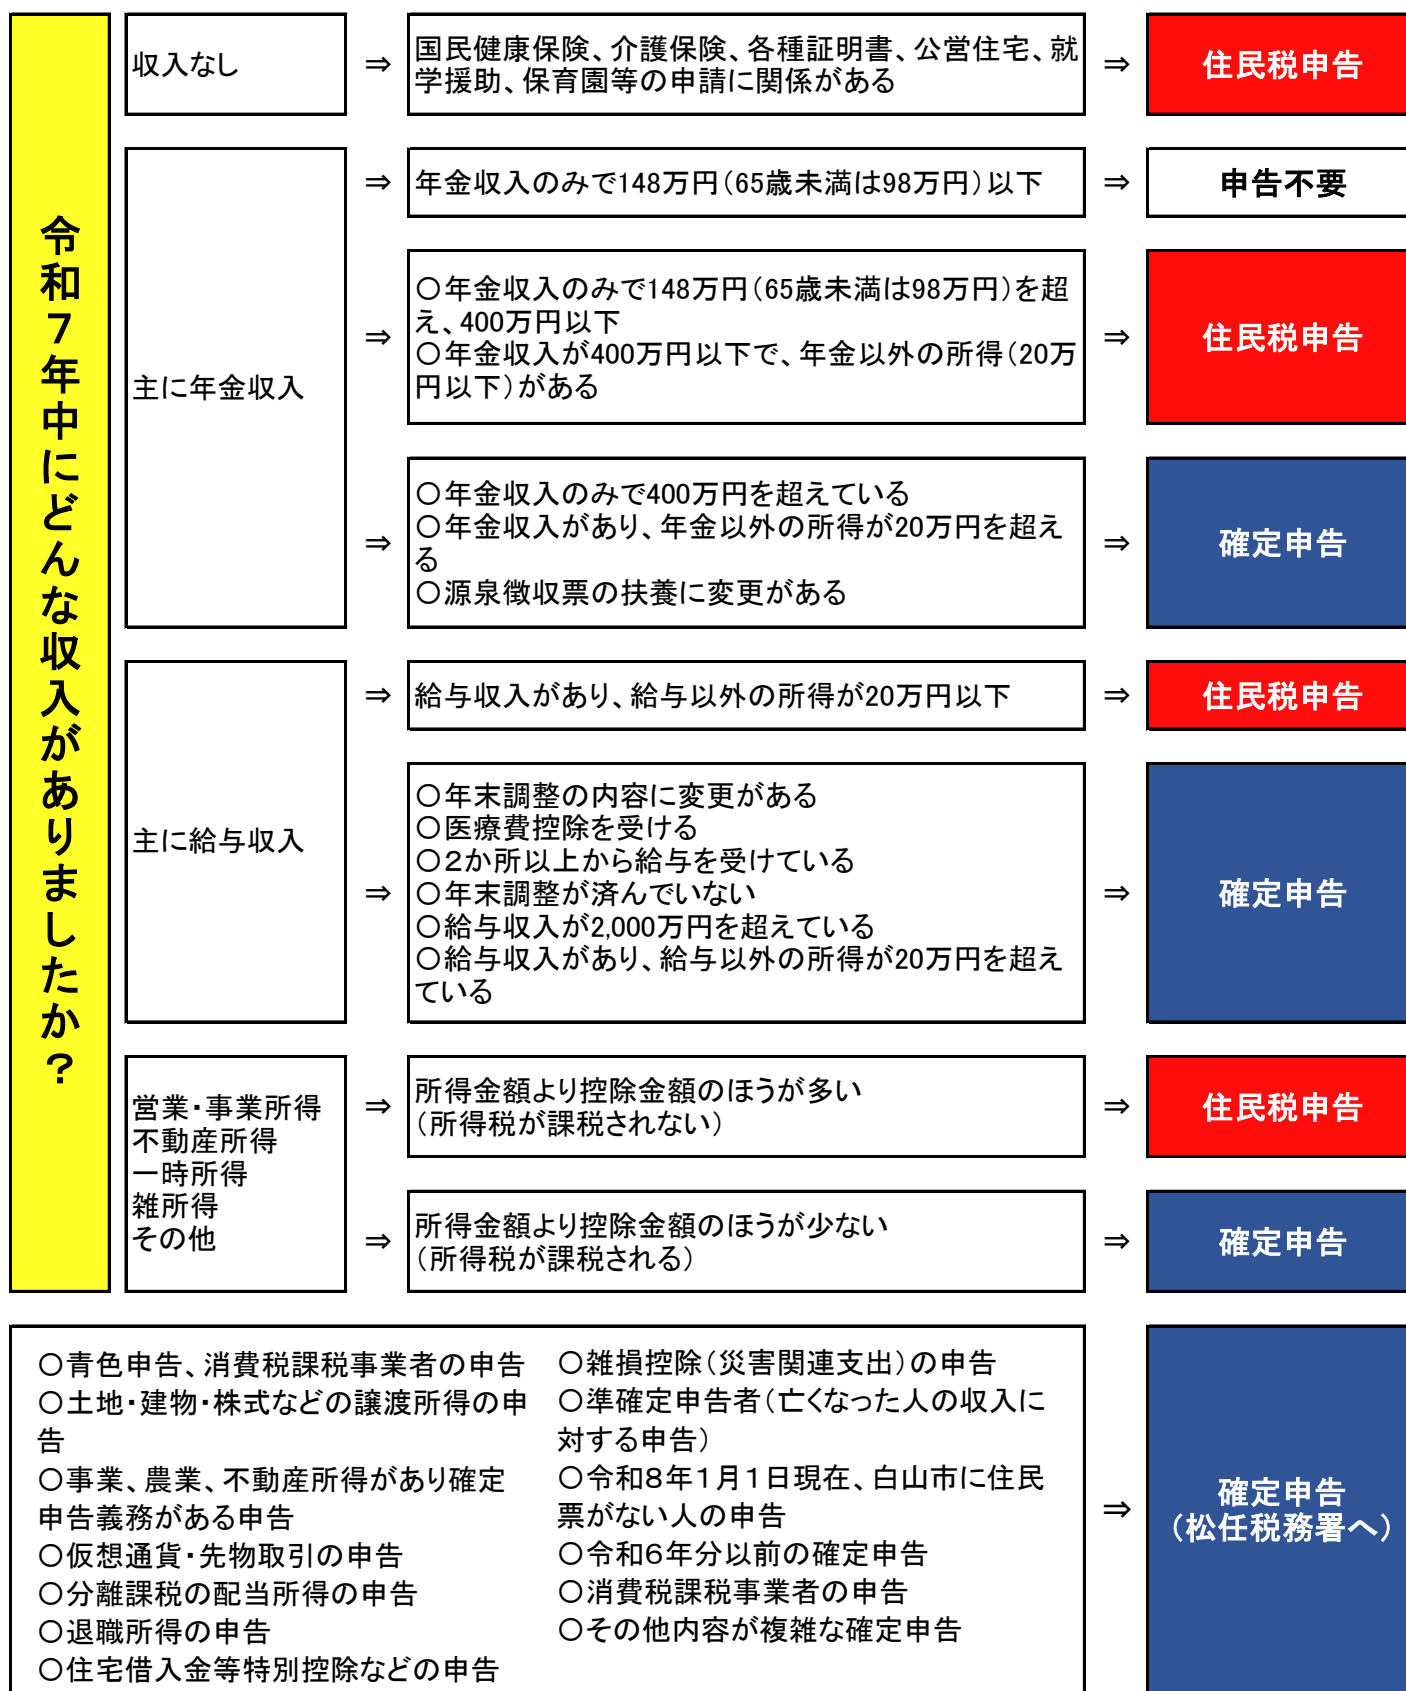 令和7年中にどんな収入がありましたか？
収入なし
⇒
国民健康保険、介護保険、各種証明書、公営住宅、就
学援助、保育園等の申請に関係がある
⇒
住民税申告
主に年金収入
⇒
年金収入のみで148万円（65歳未満は98万円）以下
⇒
申告不要
⇒
○年金収入のみで148万円（65歳未満は98万円）を超
え、400万円以下
○年金収入が400万円以下で、年金以外の所得（20万
円以下）がある
⇒
住民税申告
⇒
○年金収入のみで400万円を超えている
○年金収入があり、年金以外の所得が20万円を超え
る
○源泉徴収票の扶養に変更がある
⇒
確定申告
主に給与収入
⇒
給与収入があり、給与以外の所得が20万円以下
⇒
住民税申告
⇒
○年末調整の内容に変更がある
○医療費控除を受ける
○２か所以上から給与を受けている
○年末調整が済んでいない
○給与収入が2,000万円を超えている
○給与収入があり、給与以外の所得が20万円を超え
ている
⇒
確定申告
営業・事業所得
不動産所得
一時所得
雑所得
その他
⇒
所得金額より控除金額のほうが多い
（所得税が課税されない）
⇒
住民税申告
⇒
所得金額より控除金額のほうが少ない
（所得税が課税される）
⇒
確定申告
○青色申告、消費税課税事業者の申告
○土地・建物・株式などの譲渡所得の申
告
○事業、農業、不動産所得があり確定
申告義務がある申告
○仮想通貨・先物取引の申告
○分離課税の配当所得の申告
○退職所得の申告
○住宅借入金等特別控除などの申告
○雑損控除（災害関連支出）の申告
○準確定申告者（亡くなった人の収入に
対する申告）
○令和８年１月１日現在、白山市に住民
票がない人の申告
○令和６年分以前の確定申告
○消費税課税事業者の申告
○その他内容が複雑な確定申告
⇒
確定申告
（松任税務署へ）